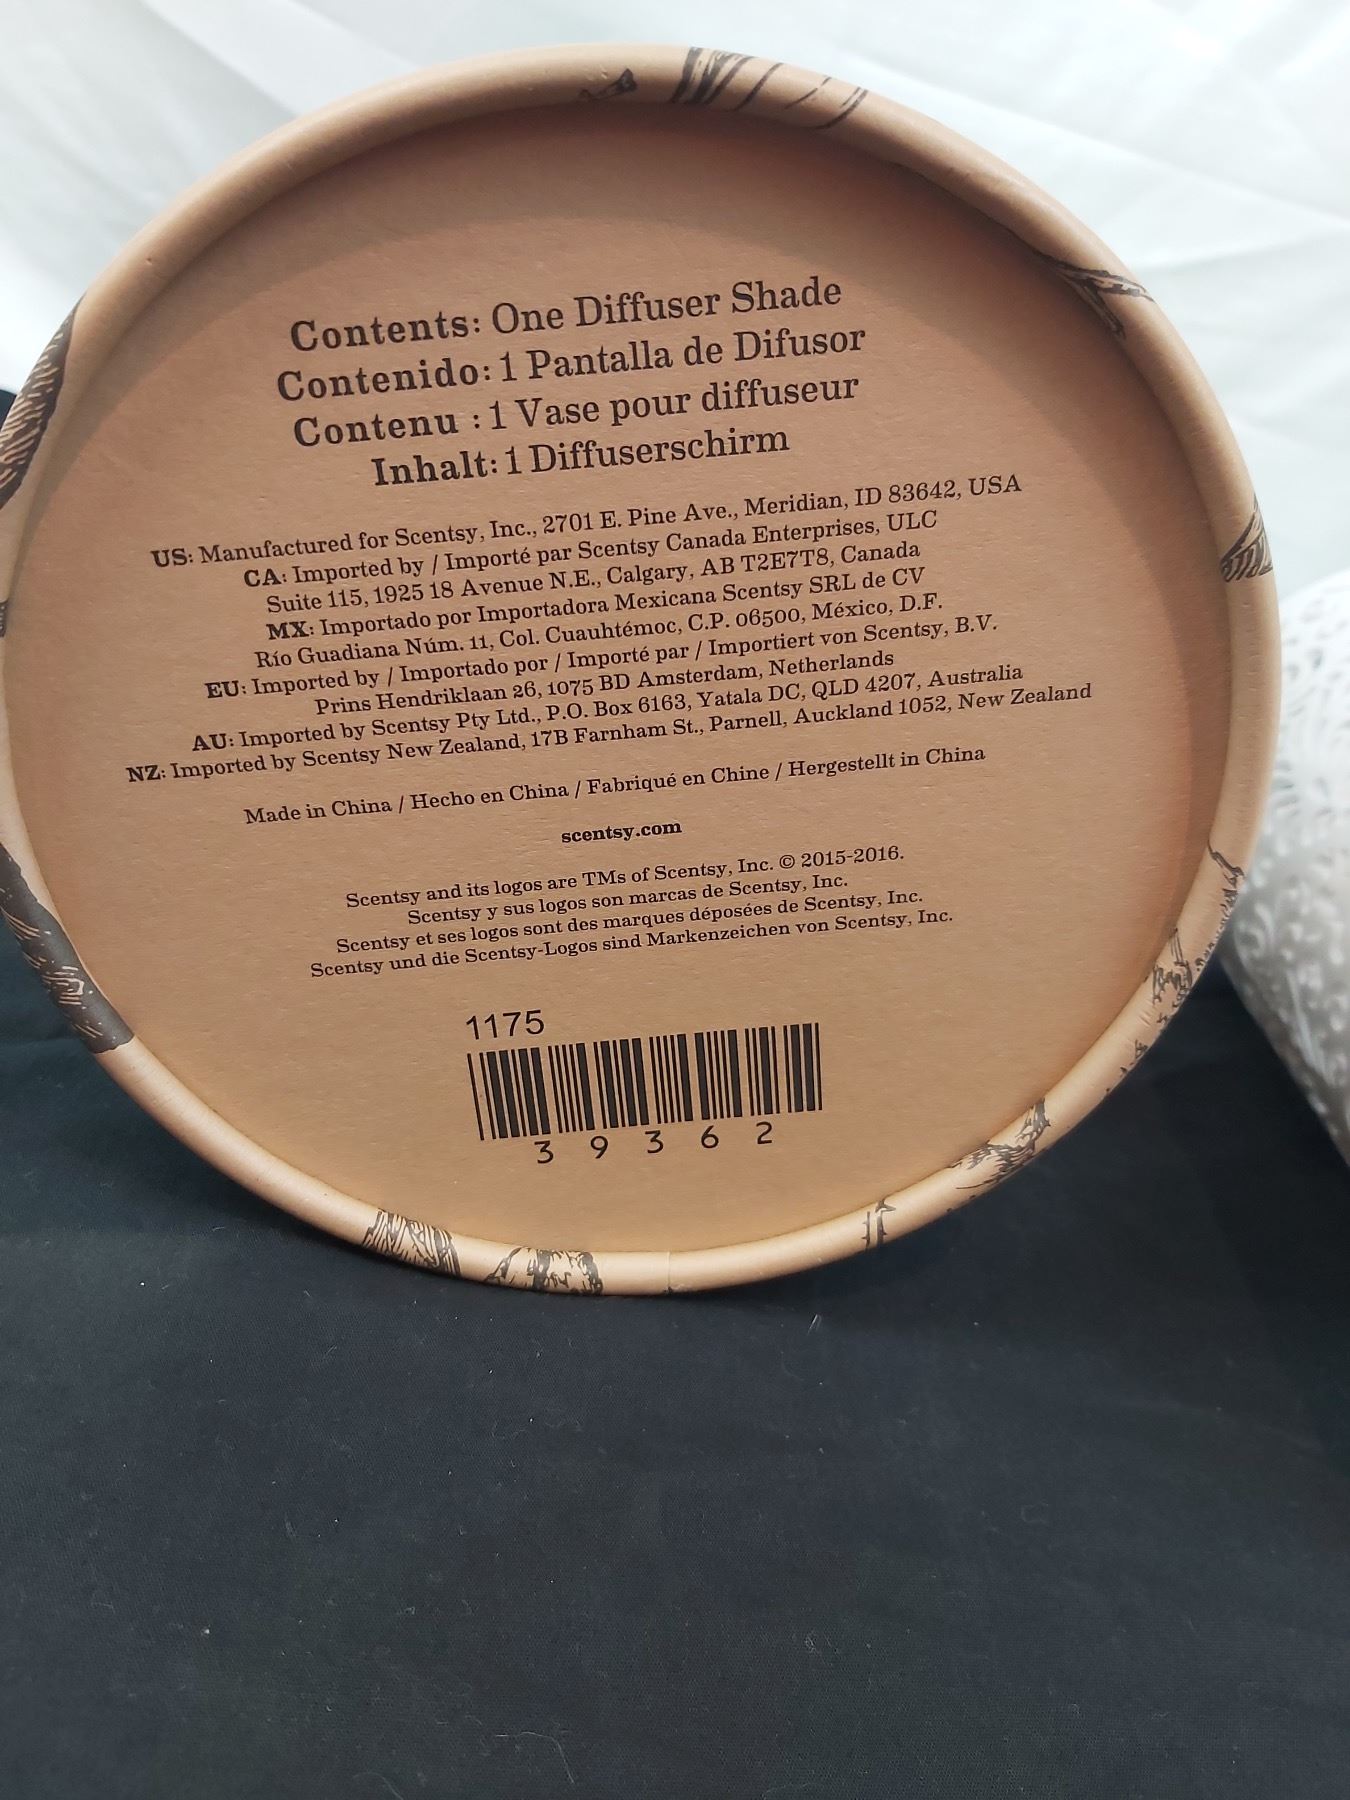 Contents: One Diffuser Shade
Contenido: 1 Pantalla de Difusor
Contenu : 1 Vase pour diffuseur
Inhalt: 1 Diffuserschirm
US: Manufactured for Scentsy, Inc., 2701 E. Pine Ave., Meridian, ID 83642, USA
CA: Imported by / Importé par Scentsy Canada Enterprises, ULC
Suite 115, 1925 18 Avenue N.E., Calgary, AB T2E7T8, Canada
MX: Importado por Importadora Mexicana Scentsy SRL de CV
Río Guadiana Núm. 11, Col. Cuauhtémoc, C.P. 06500, México, D.F.
EU: Imported by / Importado por / Importé par / Importiert von Scentsy, B.V.
Prins Hendriklaan 26, 1075 BD Amsterdam, Netherlands
AU: Imported by Scentsy Pty Ltd., P.O. Box 6163, Yatala DC, QLD 4207, Australia
NZ: Imported by Scentsy New Zealand, 17B Farnham St., Parnell, Auckland 1052, New Zealand
Made in China / Hecho en China / Fabriqué en Chine / Hergestellt in China
scentsy.com
Scentsy and its logos are TMs of Scentsy, Inc. © 2015-2016.
Scentsy y sus logos son marcas de Scentsy, Inc.
Scentsy et ses logos sont des marques déposées de Scentsy, Inc.
Scentsy und die Scentsy-Logos sind Markenzeichen von Scentsy, Inc.
1175
3 9 3 6 2